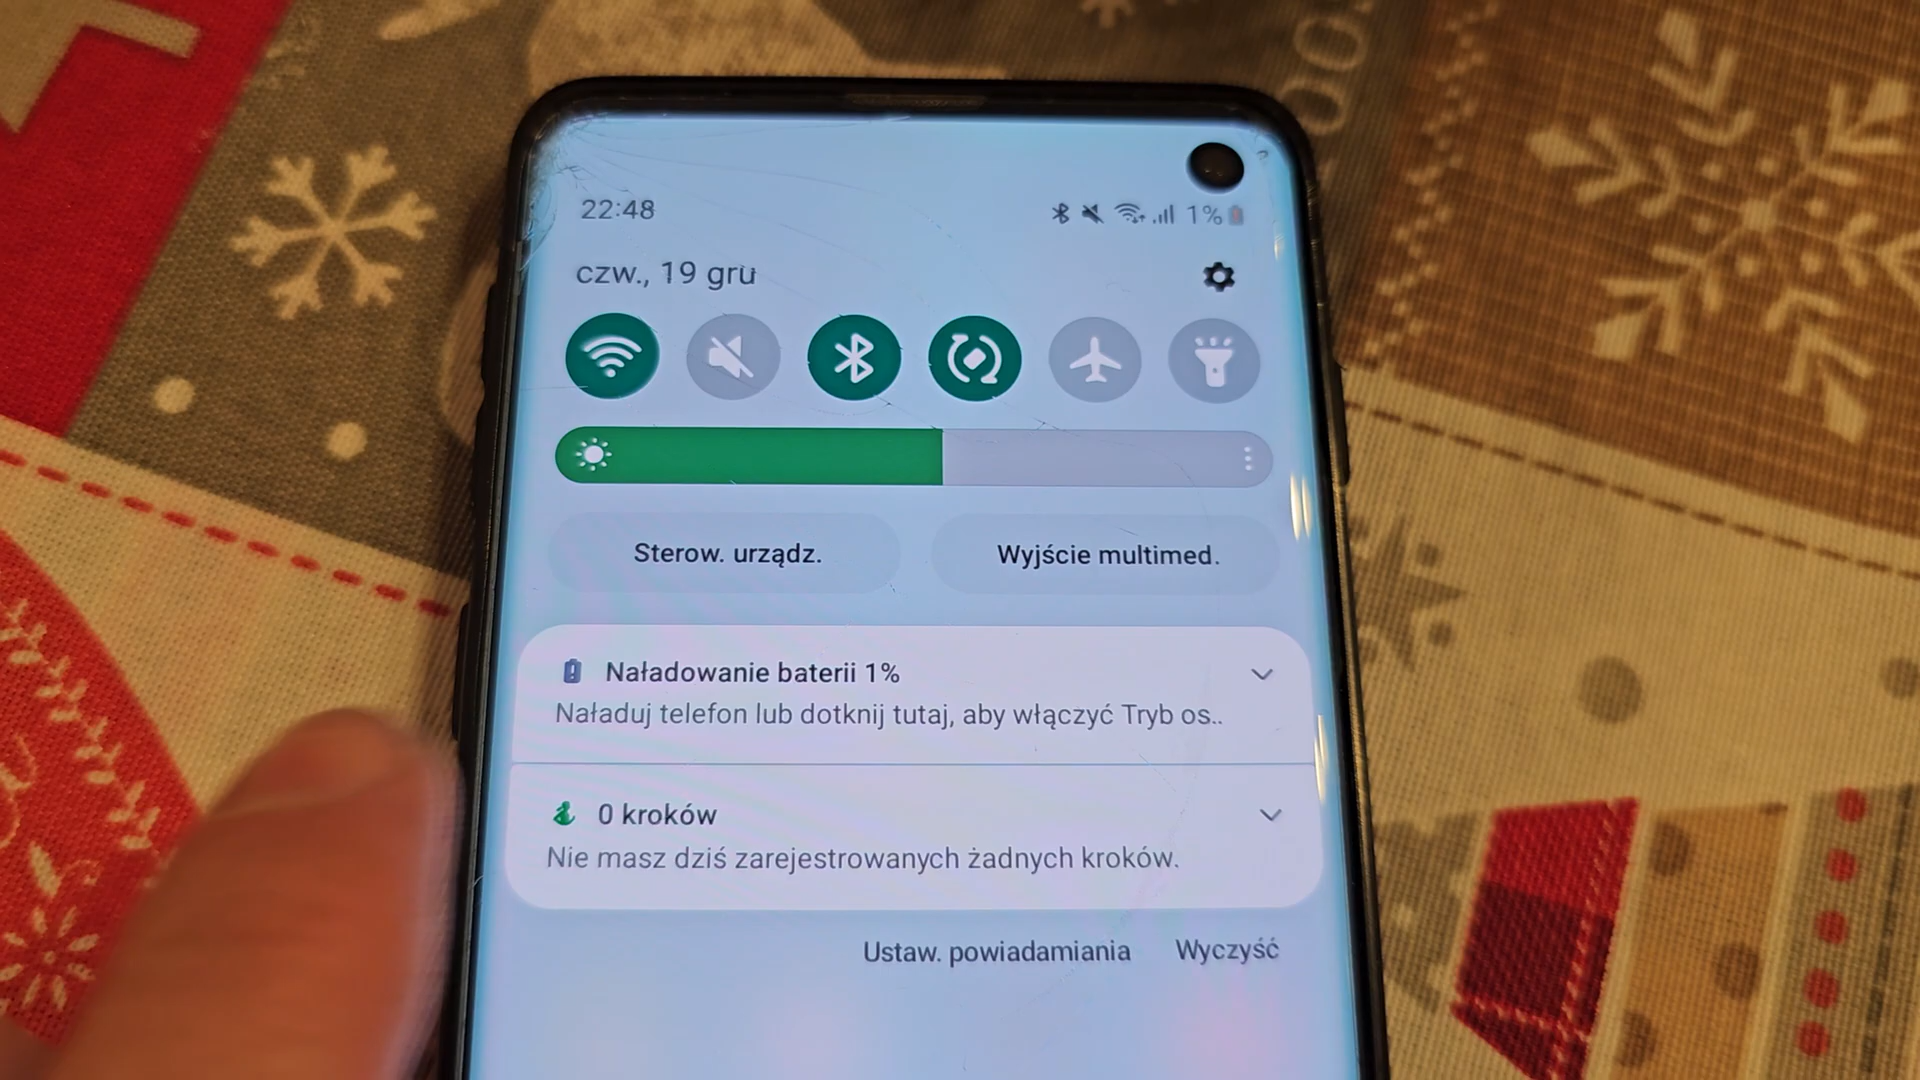 22:48
1%
czw., 19 gru
Sterow. urządz.
Wyjście multimed.
Naładowanie baterii 1%
Naładuj telefon lub dotknij tutaj, aby włączyć Tryb os..
0 kroków
Nie masz dziś zarejestrowanych żadnych kroków.
Ustaw. powiadamiania
Wyczyść